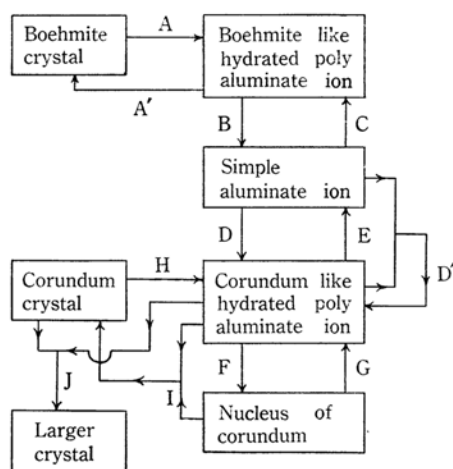 Boehmite
crystal
A
A′
Boehmite like
hydrated poly
aluminate ion
B
C
Simple
aluminate ion
D
E
D′
Corundum
crystal
H
Corundum like
hydrated poly
aluminate ion
J
I
F
G
Larger
crystal
Nucleus of
corundum